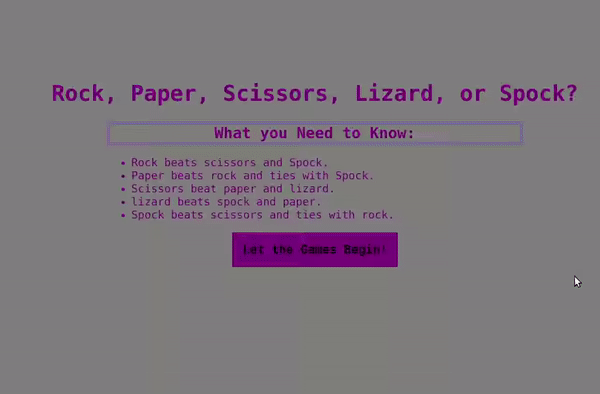 Rock, Paper, Scissors, Lizard, or Spock?
What you Need to Know:
Rock beats scissors and Spock.
Paper beats rock and ties with Spock.
Scissors beat paper and lizard.
lizard beats spock and paper.
Spock beats scissors and ties with rock.
Let the Games Begin!